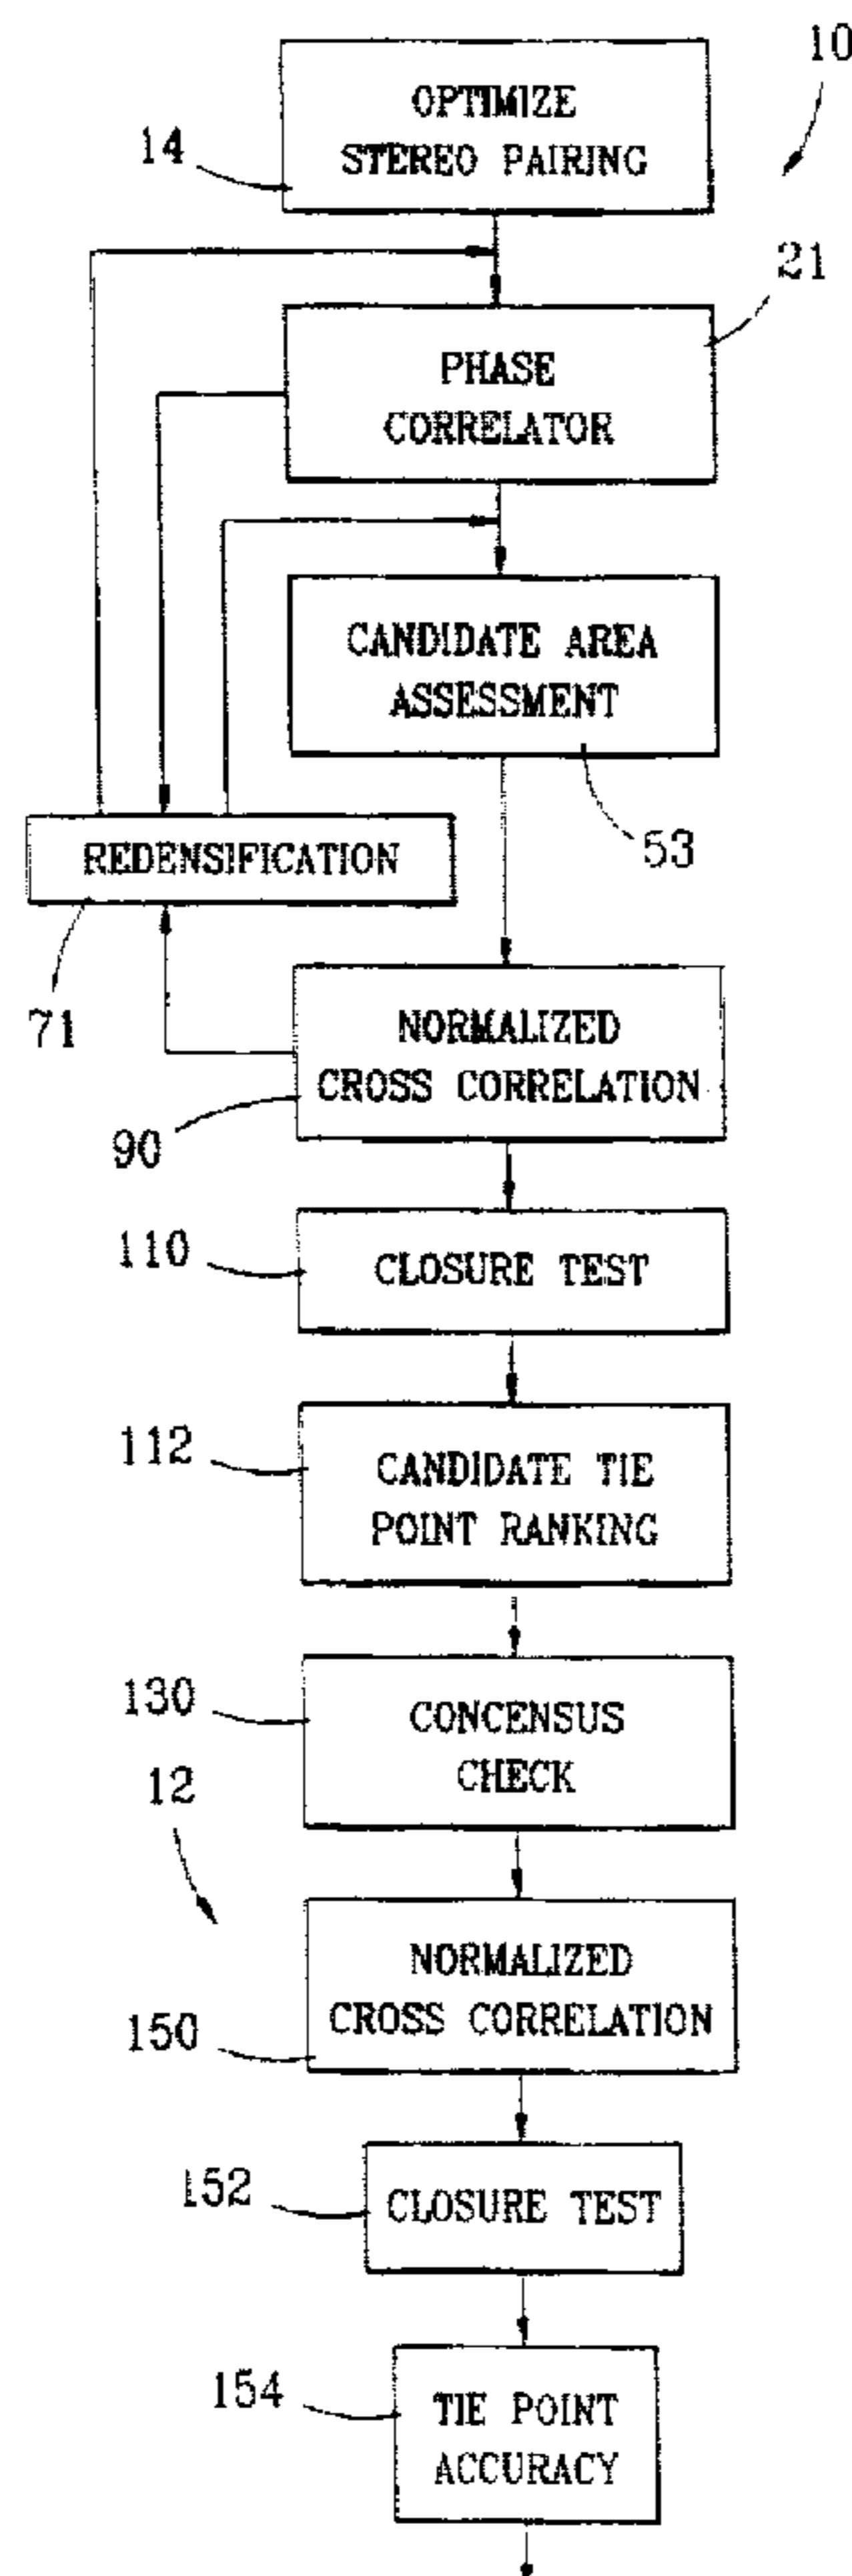 10
OPTIMIZE
STEREO PAIRING
14
21
PHASE
CORRELATOR
CANDIDATE AREA
ASSESSMENT
53
REDENSIFICATION
71
NORMALIZED
CROSS CORRELATION
90
110
CLOSURE TEST
112
CANDIDATE TIE
POINT RANKING
130
CONCENSUS
CHECK
12
NORMALIZED
CROSS CORRELATION
150
152
CLOSURE TEST
154
TIE POINT
ACCURACY